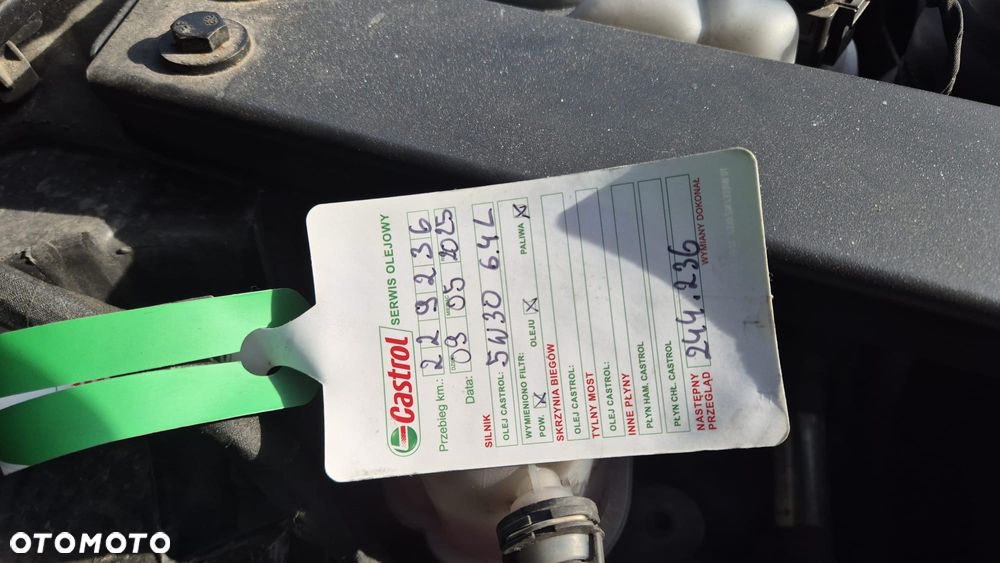 Castrol SERWIS OLEJOWY
Przebieg km.: 229236
Data: 03 05 2025
SILNIK
OLEJ CASTROL: 5W30 6.4L
WYMIENIONO FILTR:
POW. X OLEJU X PALIWA X
SKRZYNIA BIEGÓW
OLEJ CASTROL:
TYLNY MOST
OLEJ CASTROL:
INNE PŁYNY
PŁYN HAM. CASTROL
PŁYN CHŁ. CASTROL
NASTĘPNY PRZEGLĄD 244.236
WYMIANY DOKONAŁ
OTOMOTO